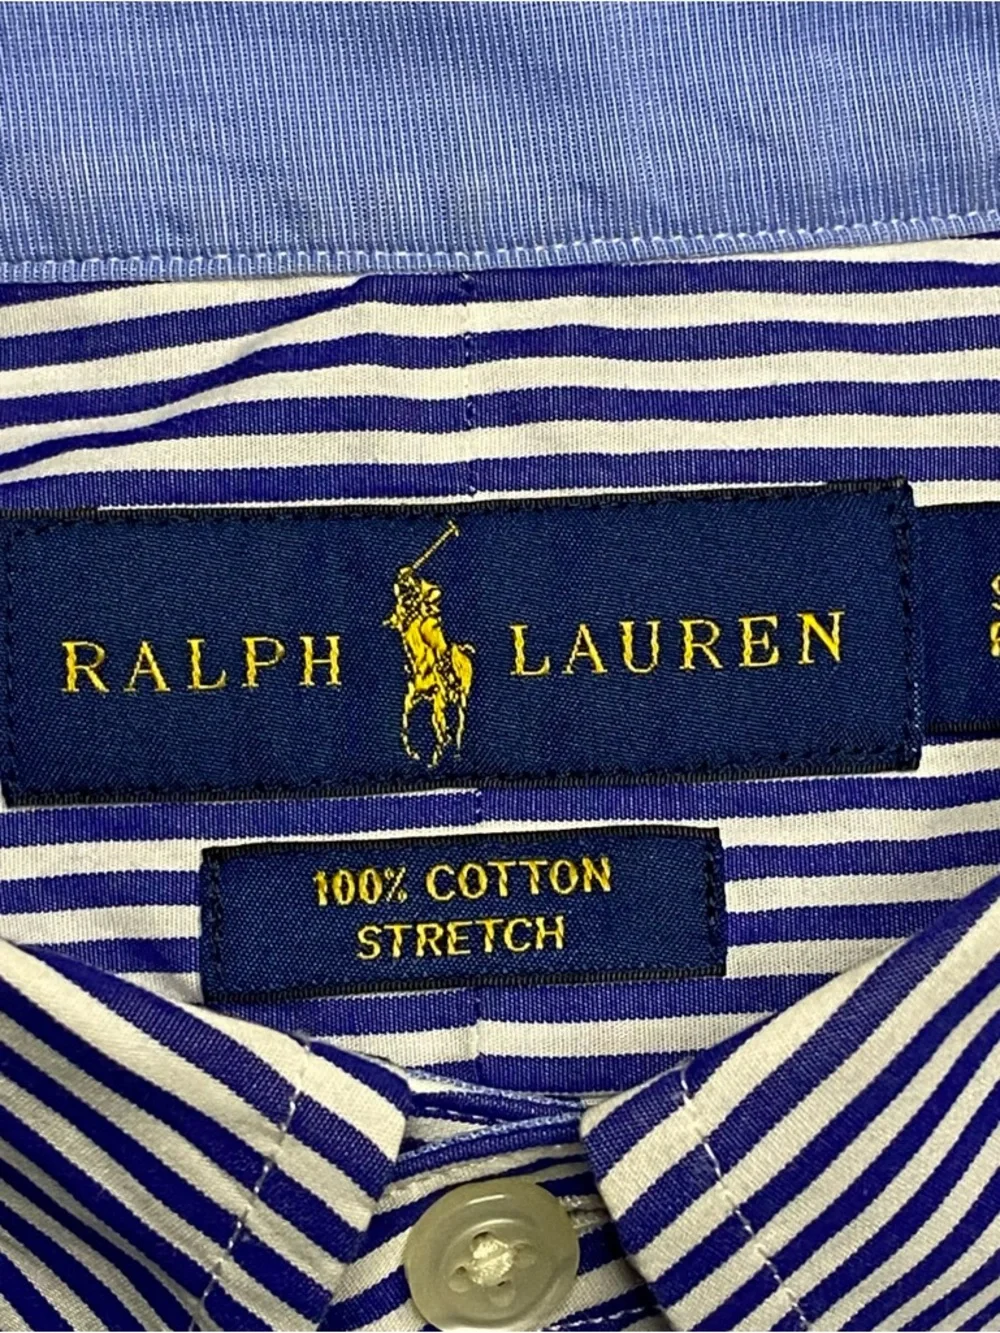 RALPH LAUREN
100% COTTON
STRETCH